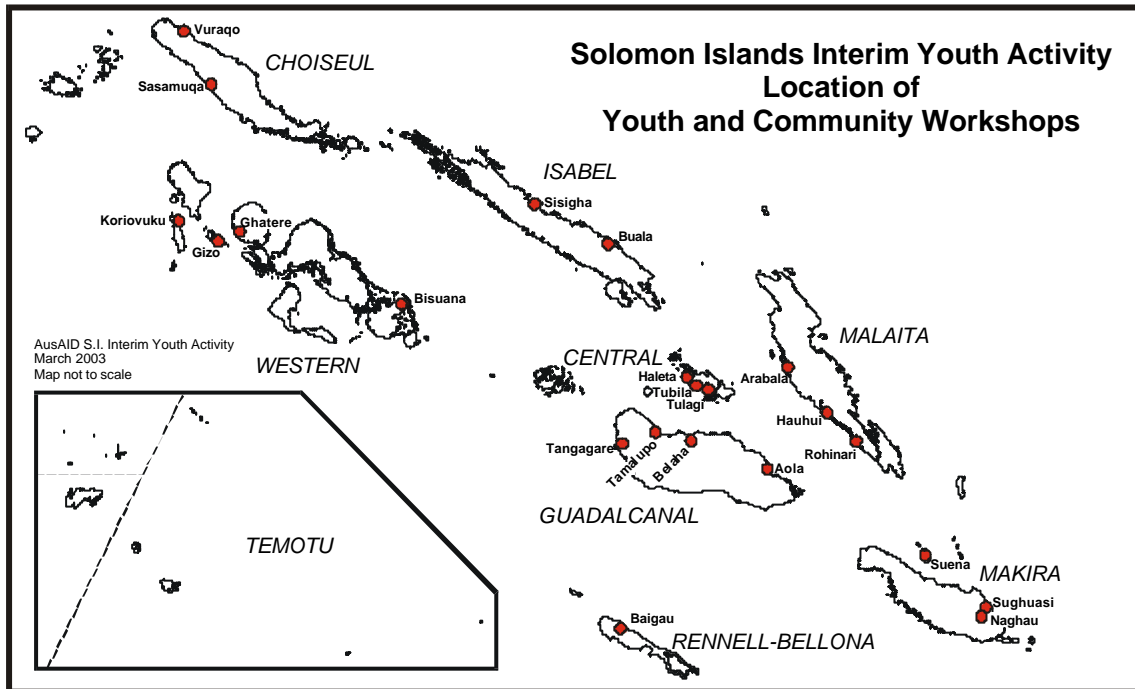 Solomon Islands Interim Youth Activity
Location of
Youth and Community Workshops
Vuraqo
CHOISEUL
Sasamuqa
ISABEL
Sisigha
Koriovuku
Ghatere
Gizo
Buala
Bisuana
MALAITA
AusAID S.I. Interim Youth Activity
March 2003
Map not to scale
WESTERN
CENTRAL
Haleta
Tubila
Tulagi
Arabala
Hauhui
Rohinari
Tangagare
Tamalupo
Belaha
Aola
GUADALCANAL
TEMOTU
Suena
MAKIRA
Sughuasi
Naghau
Baigau
RENNELL-BELLONA